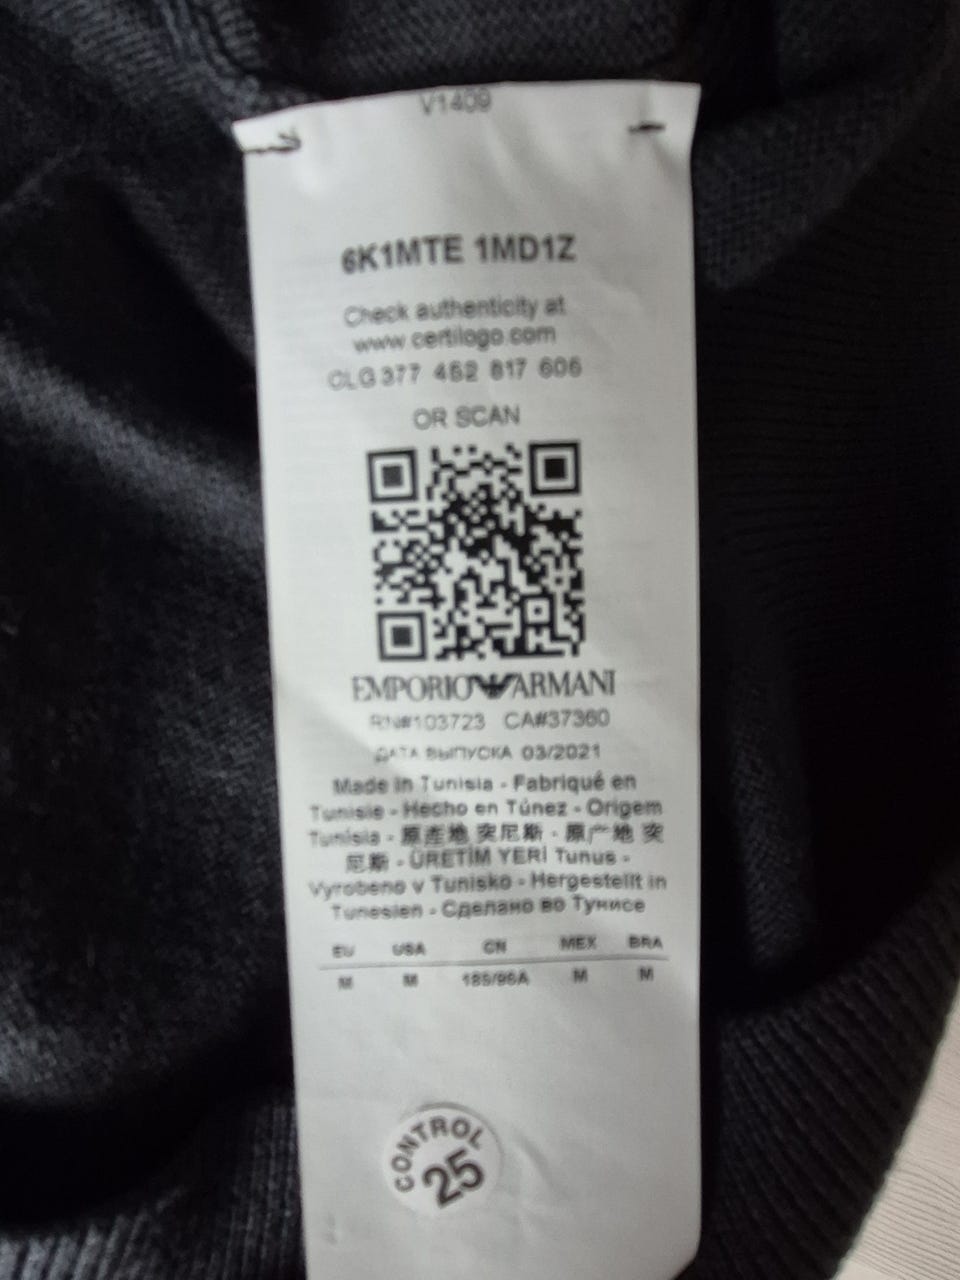 V1409
6K1MTE 1MD1Z
Check authenticity at
www.certilogo.com
CLG 377 462 817 606
OR SCAN
EMPORIO ARMANI
RN#103723 CA#37360
ДАТА ВЫПУСКА 03/2021
Made in Tunisia - Fabriqué en
Tunisie - Hecho en Túnez - Origem
Tunísia - 原產地 突尼斯 - 原产地 突
尼斯 - ÜRETİM YERİ Tunus -
Vyrobeno v Tunisko - Hergestellt in
Tunesien - Сделано во Тунисе
EU USA CN MEX BRA
M M 185/96A M M
CONTROL
25